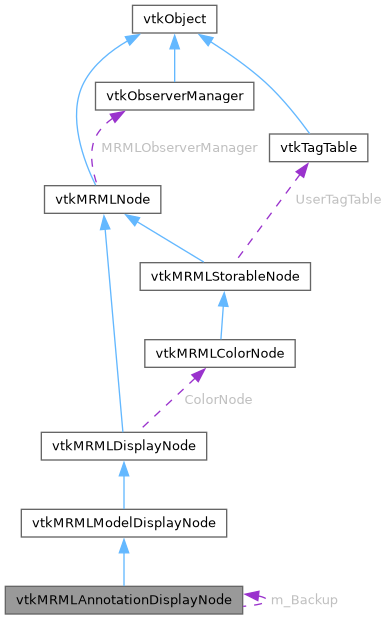 vtkObject
vtkObserverManager
MRMLObserverManager
vtkTagTable
vtkMRMLNode
UserTagTable
vtkMRMLStorableNode
vtkMRMLColorNode
ColorNode
vtkMRMLDisplayNode
vtkMRMLModelDisplayNode
vtkMRMLAnnotationDisplayNode
m_Backup